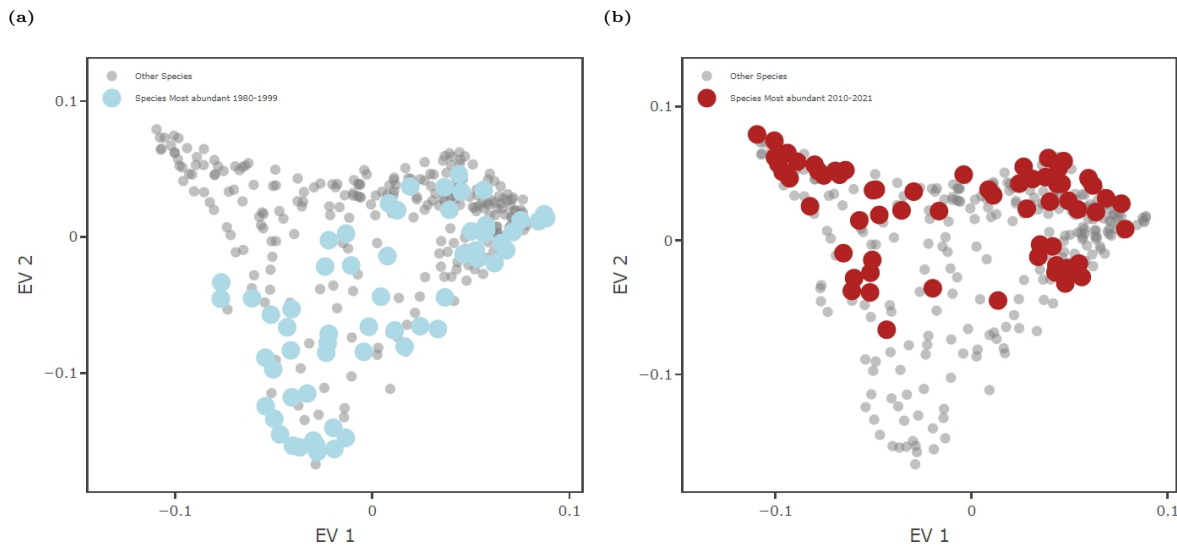 (a)
Other Species
Species Most abundant 1980-1999
0.1
0
−0.1
EV 2
−0.1
0
0.1
EV 1
(b)
Other Species
Species Most abundant 2010-2021
0.1
0
−0.1
EV 2
−0.1
0
0.1
EV 1